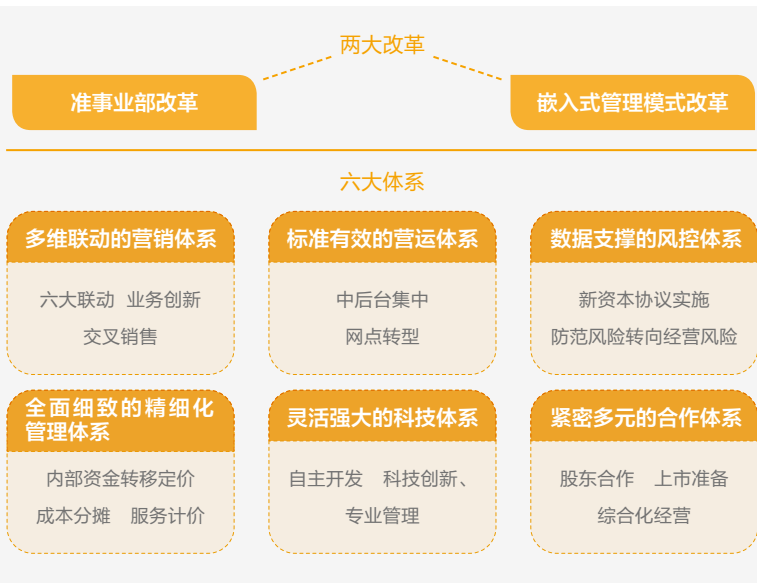 两大改革
准事业部改革
嵌入式管理模式改革
六大体系
多维联动的营销体系
六大联动 业务创新
交叉销售
标准有效的营运体系
中后台集中
网点转型
数据支撑的风控体系
新资本协议实施
防范风险转向经营风险
全面细致的精细化
管理体系
内部资金转移定价
成本分摊 服务计价
灵活强大的科技体系
自主开发 科技创新、
专业管理
紧密多元的合作体系
股东合作 上市准备
综合化经营